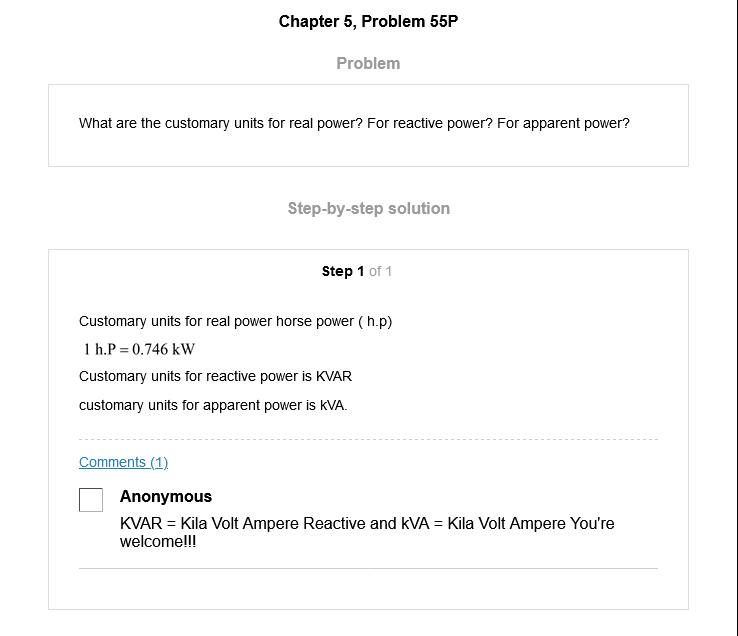 Chapter 5, Problem 55P
Problem
What are the customary units for real power? For reactive power? For apparent power?
Step-by-step solution
Step 1 of 1
Customary units for real power horse power ( h.p)
1 h.P = 0.746 kW
Customary units for reactive power is KVAR
customary units for apparent power is kVA.
Comments (1)
Anonymous
KVAR = Kila Volt Ampere Reactive and kVA = Kila Volt Ampere You're
welcome!!!